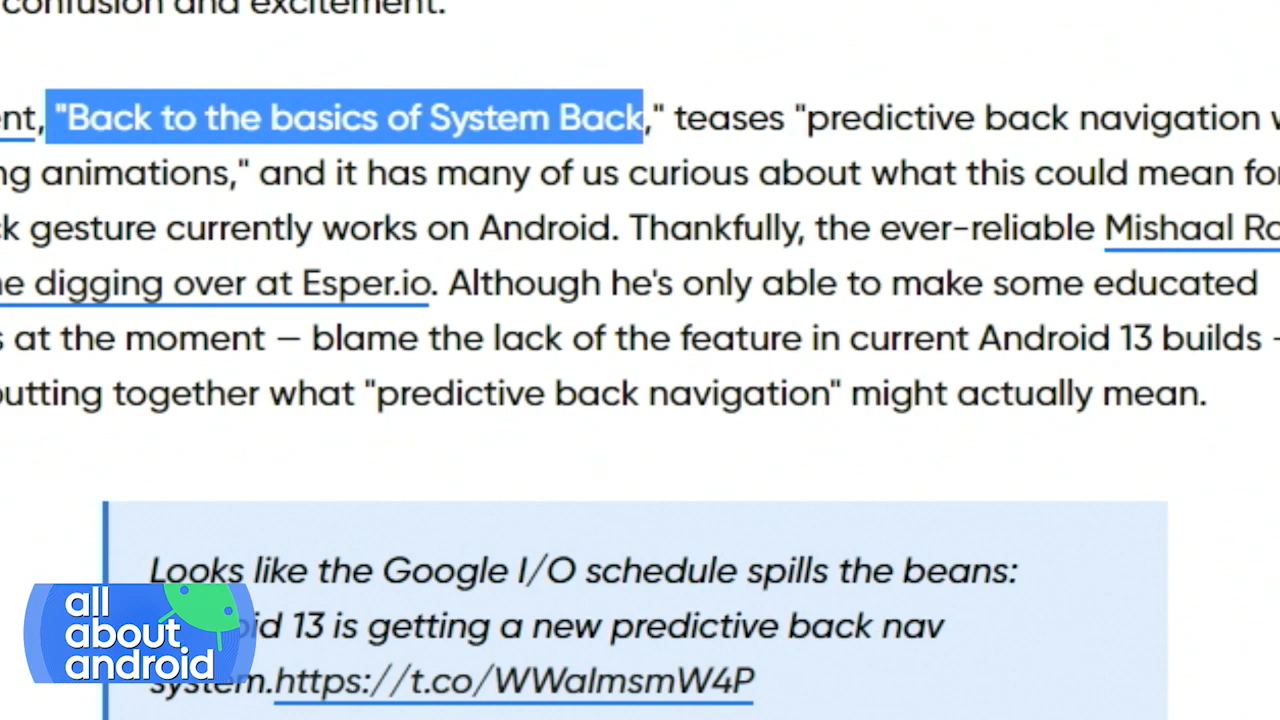 confusion and excitement.
ent, "Back to the basics of System Back," teases "predictive back navigation w
ng animations," and it has many of us curious about what this could mean for
ck gesture currently works on Android. Thankfully, the ever-reliable Mishaal Ra
e digging over at Esper.io. Although he's only able to make some educated
s at the moment — blame the lack of the feature in current Android 13 builds –
outting together what "predictive back navigation" might actually mean.
Looks like the Google I/O schedule spills the beans:
oid 13 is getting a new predictive back nav
system.https://t.co/WWalmsmW4P
all
about
android